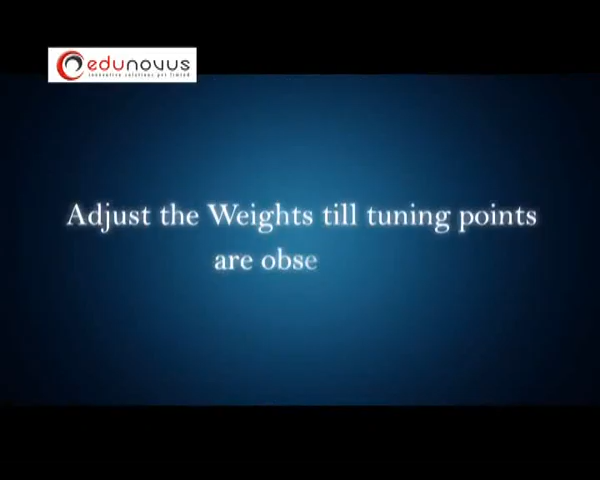 edunovus
innovative solutions pvt limited
Adjust the Weights till tuning points
are obse